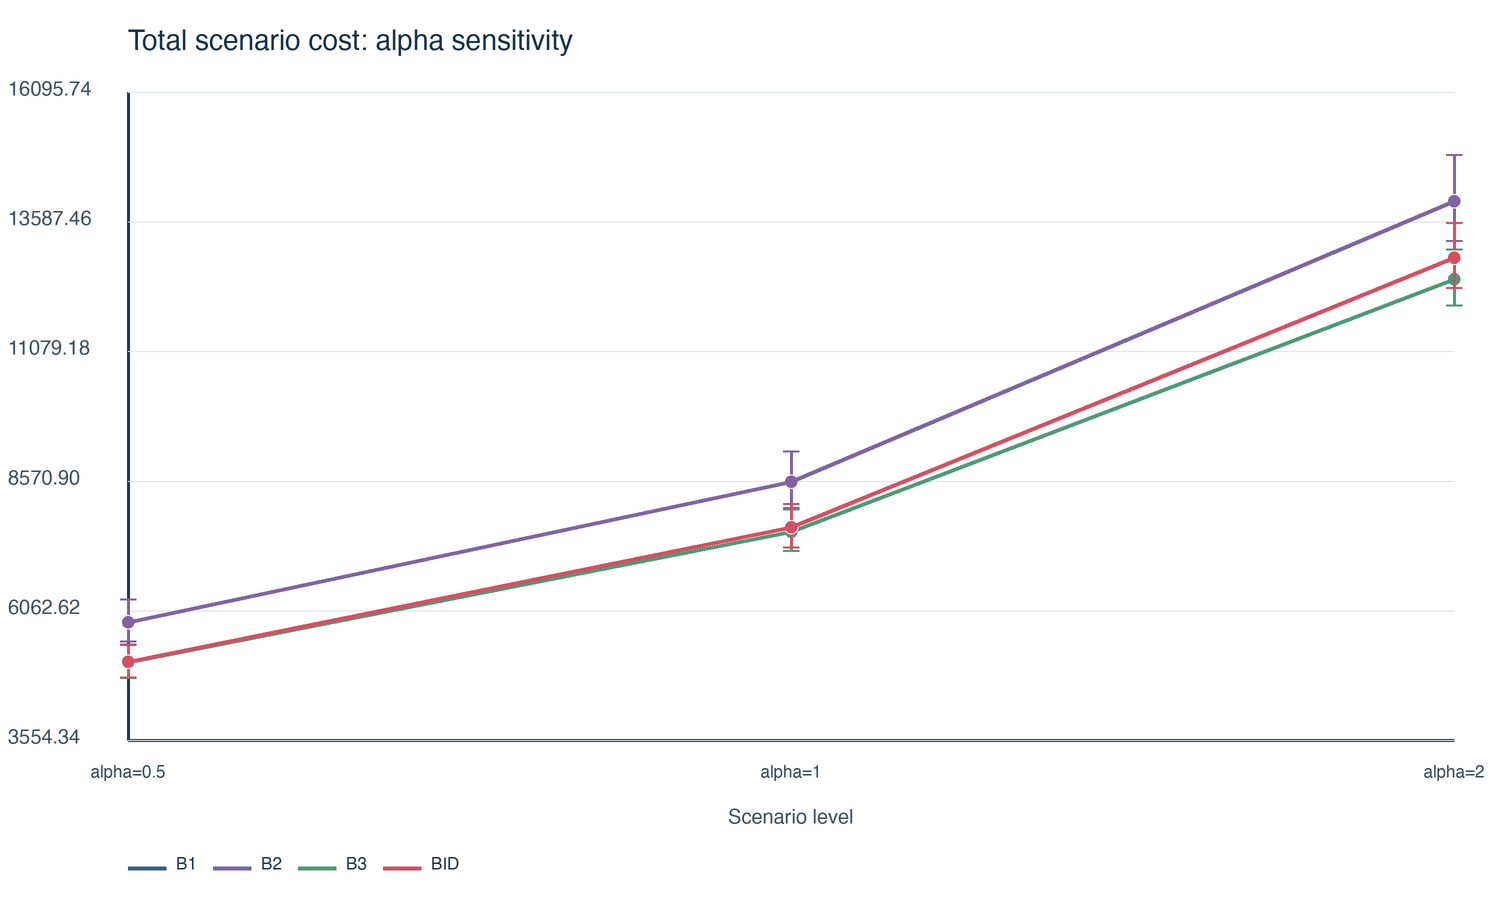 Total scenario cost: alpha sensitivity
16095.74
13587.46
11079.18
8570.90
6062.62
3554.34
alpha=0.5 alpha=1 alpha=2
Scenario level
B1 B2 B3 BID